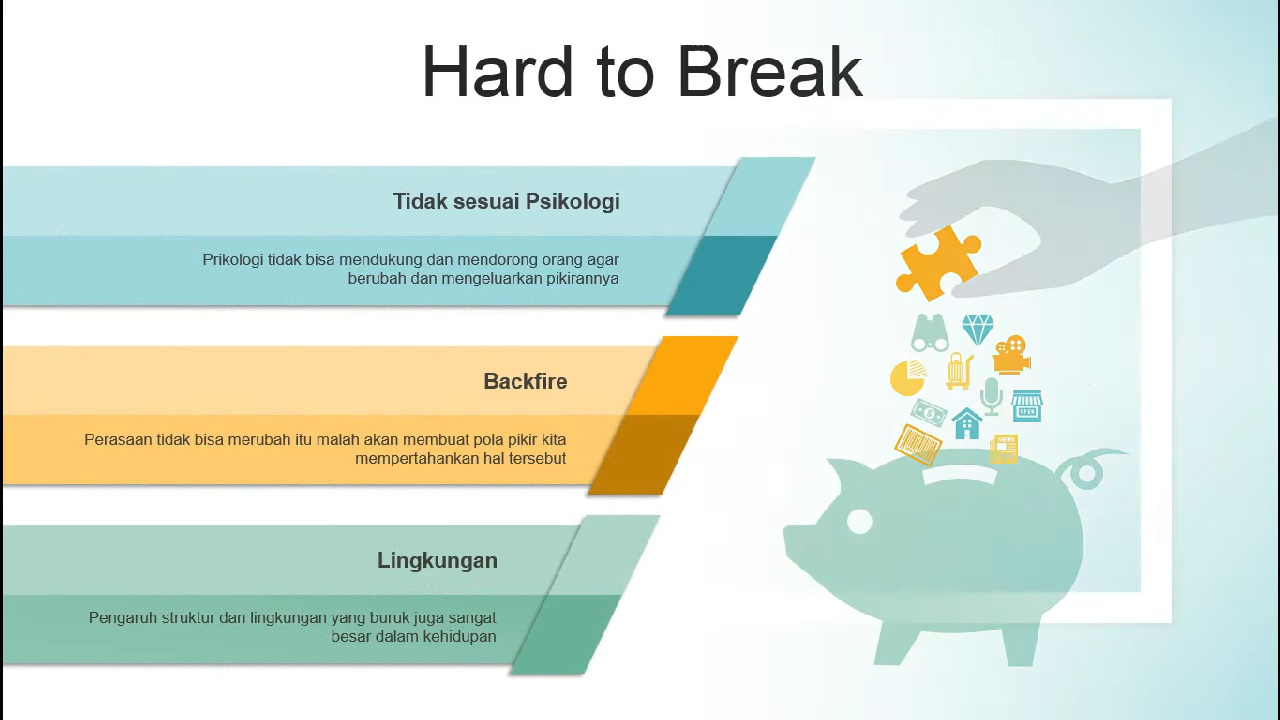 Hard to Break
Tidak sesuai Psikologi
Prikologi tidak bisa mendukung dan mendorong orang agar
berubah dan mengeluarkan pikirannya
Backfire
Perasaan tidak bisa merubah itu malah akan membuat pola pikir kita
mempertahankan hal tersebut
Lingkungan
Pengaruh struktur dan lingkungan yang buruk juga sangat
besar dalam kehidupan
OPEN
NEWS